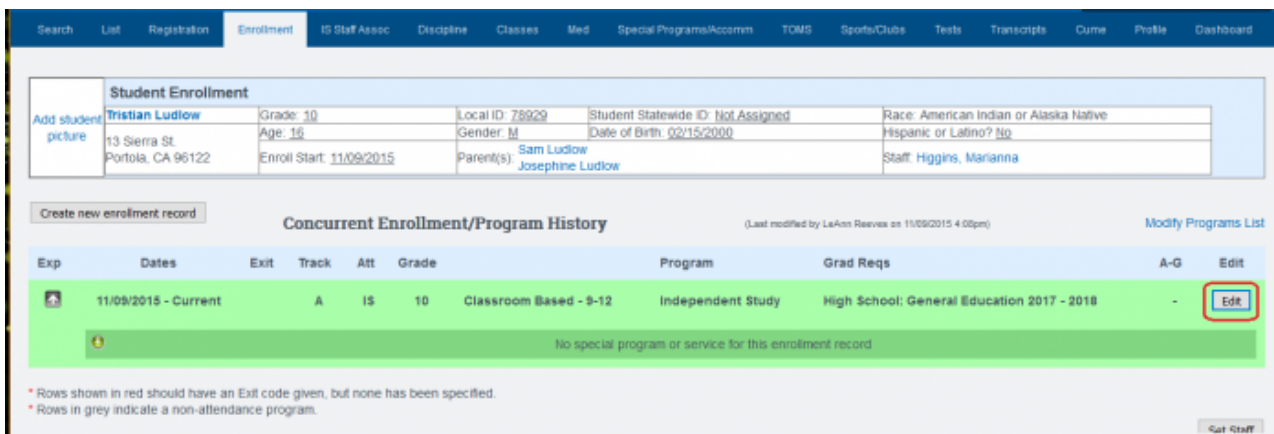 Search List Registration Enrollment IS Staff Assoc Discipline Classes Med Special Programs/Accomm TOMS Sports/Clubs Tests Transcripts Cume Profile Dashboard
Student Enrollment
Add student picture
Tristian Ludlow Grade: 10 Local ID: 78929 Student Statewide ID: Not Assigned Race: American Indian or Alaska Native
13 Sierra St. Age: 16 Gender: M Date of Birth: 02/15/2000 Hispanic or Latino? No
Portola, CA 96122 Enroll Start: 11/09/2015 Parent(s): Sam Ludlow Staff: Higgins, Marianna
Josephine Ludlow
Create new enrollment record Concurrent Enrollment/Program History (Last modified by LeAnn Reeves on 11/09/2015 4:08pm) Modify Programs List
Exp Dates Exit Track Att Grade Program Grad Reqs A-G Edit
11/09/2015 - Current A IS 10 Classroom Based - 9-12 Independent Study High School: General Education 2017 - 2018 - Edit
No special program or service for this enrollment record
* Rows shown in red should have an Exit code given, but none has been specified.
* Rows in grey indicate a non-attendance program.
Set Staff